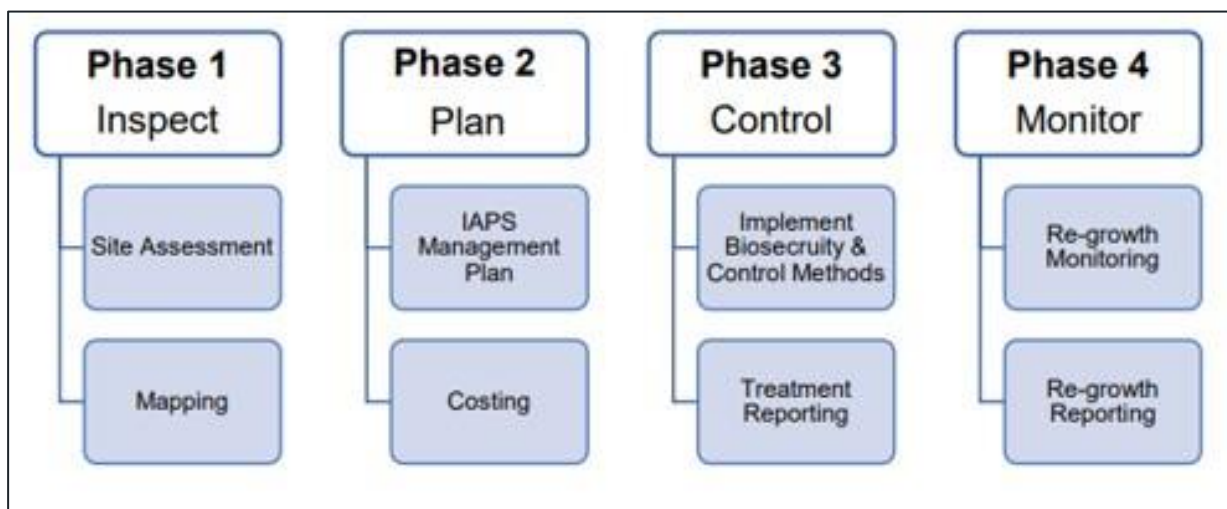 Phase 1
Inspect
Site Assessment
Mapping
Phase 2
Plan
IAPS
Management
Plan
Costing
Phase 3
Control
Implement
Biosecruity &
Control Methods
Treatment
Reporting
Phase 4
Monitor
Re-growth
Monitoring
Re-growth
Reporting